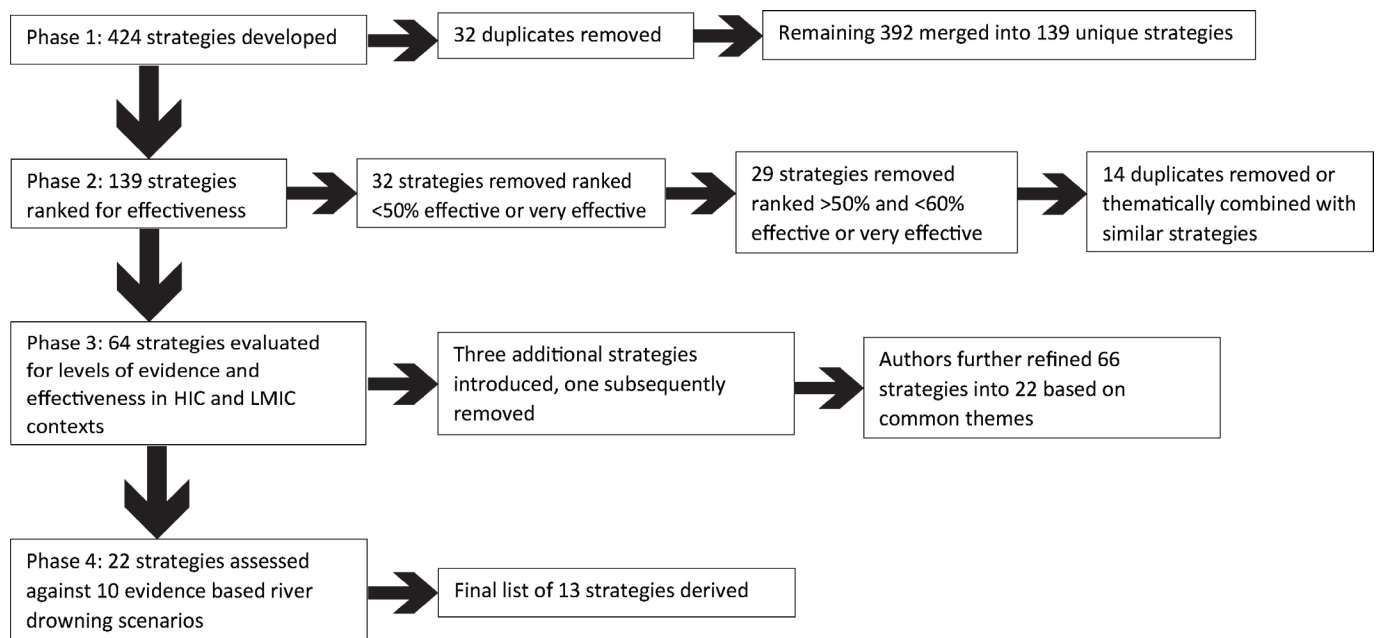 Phase 1: 424 strategies developed
32 duplicates removed
Remaining 392 merged into 139 unique strategies
Phase 2: 139 strategies
ranked for effectiveness
32 strategies removed ranked
<50% effective or very effective
29 strategies removed
ranked >50% and <60%
effective or very effective
14 duplicates removed or
thematically combined with
similar strategies
Phase 3: 64 strategies evaluated
for levels of evidence and
effectiveness in HIC and LMIC
contexts
Three additional strategies
introduced, one subsequently
removed
Authors further refined 66
strategies into 22 based on
common themes
Phase 4: 22 strategies assessed
against 10 evidence based river
drowning scenarios
Final list of 13 strategies derived